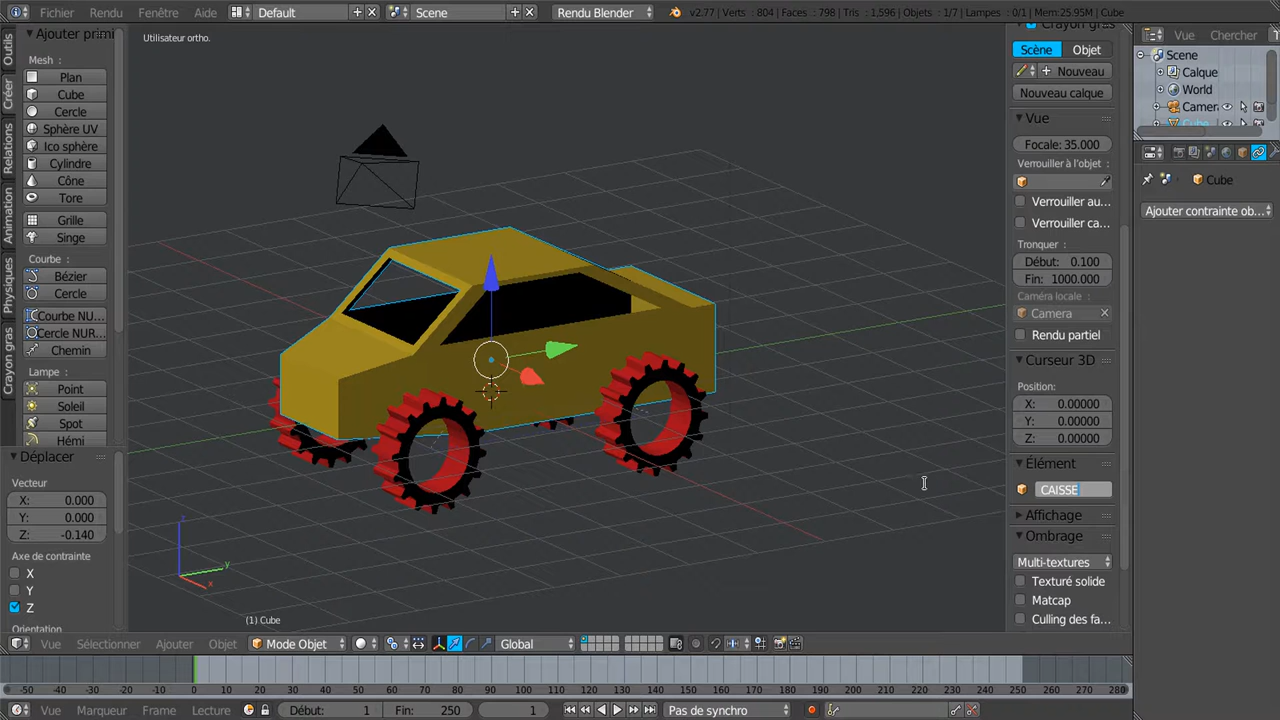 Fichier Rendu Fenêtre Aide Default Scene Rendu Blender v2.77 | Verts : 804 | Faces : 798 | Tris : 1,596 | Objets : 1/7 | Lampes : 0/1 | Mem:25.95M | Cube
Outils
Créer
Relations
Animation
Physiques
Crayon gras
Ajouter primi
Mesh :
Plan
Cube
Cercle
Sphère UV
Ico sphère
Cylindre
Cône
Tore
Grille
Singe
Courbe :
Bézier
Cercle
Courbe NU...
Cercle NUR...
Chemin
Lampe :
Point
Soleil
Spot
Hémi
Déplacer
Vecteur
X: 0.000
Y: 0.000
Z: -0.140
Axe de contrainte
X
Y
Z
Orientation
Utilisateur ortho.
z
y
x
(1) Cube
Crayon gras
Scène Objet
Nouveau
Nouveau calque
Vue
Focale: 35.000
Verrouiller à l'objet:
Verrouiller au...
Verrouiller ca...
Tronquer:
Début: 0.100
Fin: 1000.000
Caméra locale:
Camera
Rendu partiel
Curseur 3D
Position:
X: 0.00000
Y: 0.00000
Z: 0.00000
Élément
CAISSE
Affichage
Ombrage
Multi-textures
Texturé solide
Matcap
Culling des fa...
Vue Chercher
Scene
Calque
World
Camer
Cube
Cube
Ajouter contrainte ob...
Vue Sélectionner Ajouter Objet Mode Objet Global
-50 -40 -30 -20 -10 0 10 20 30 40 50 60 70 80 90 100 110 120 130 140 150 160 170 180 190 200 210 220 230 240 250 260 270 280
Vue Marqueur Frame Lecture Début: 1 Fin: 250 1 Pas de synchro